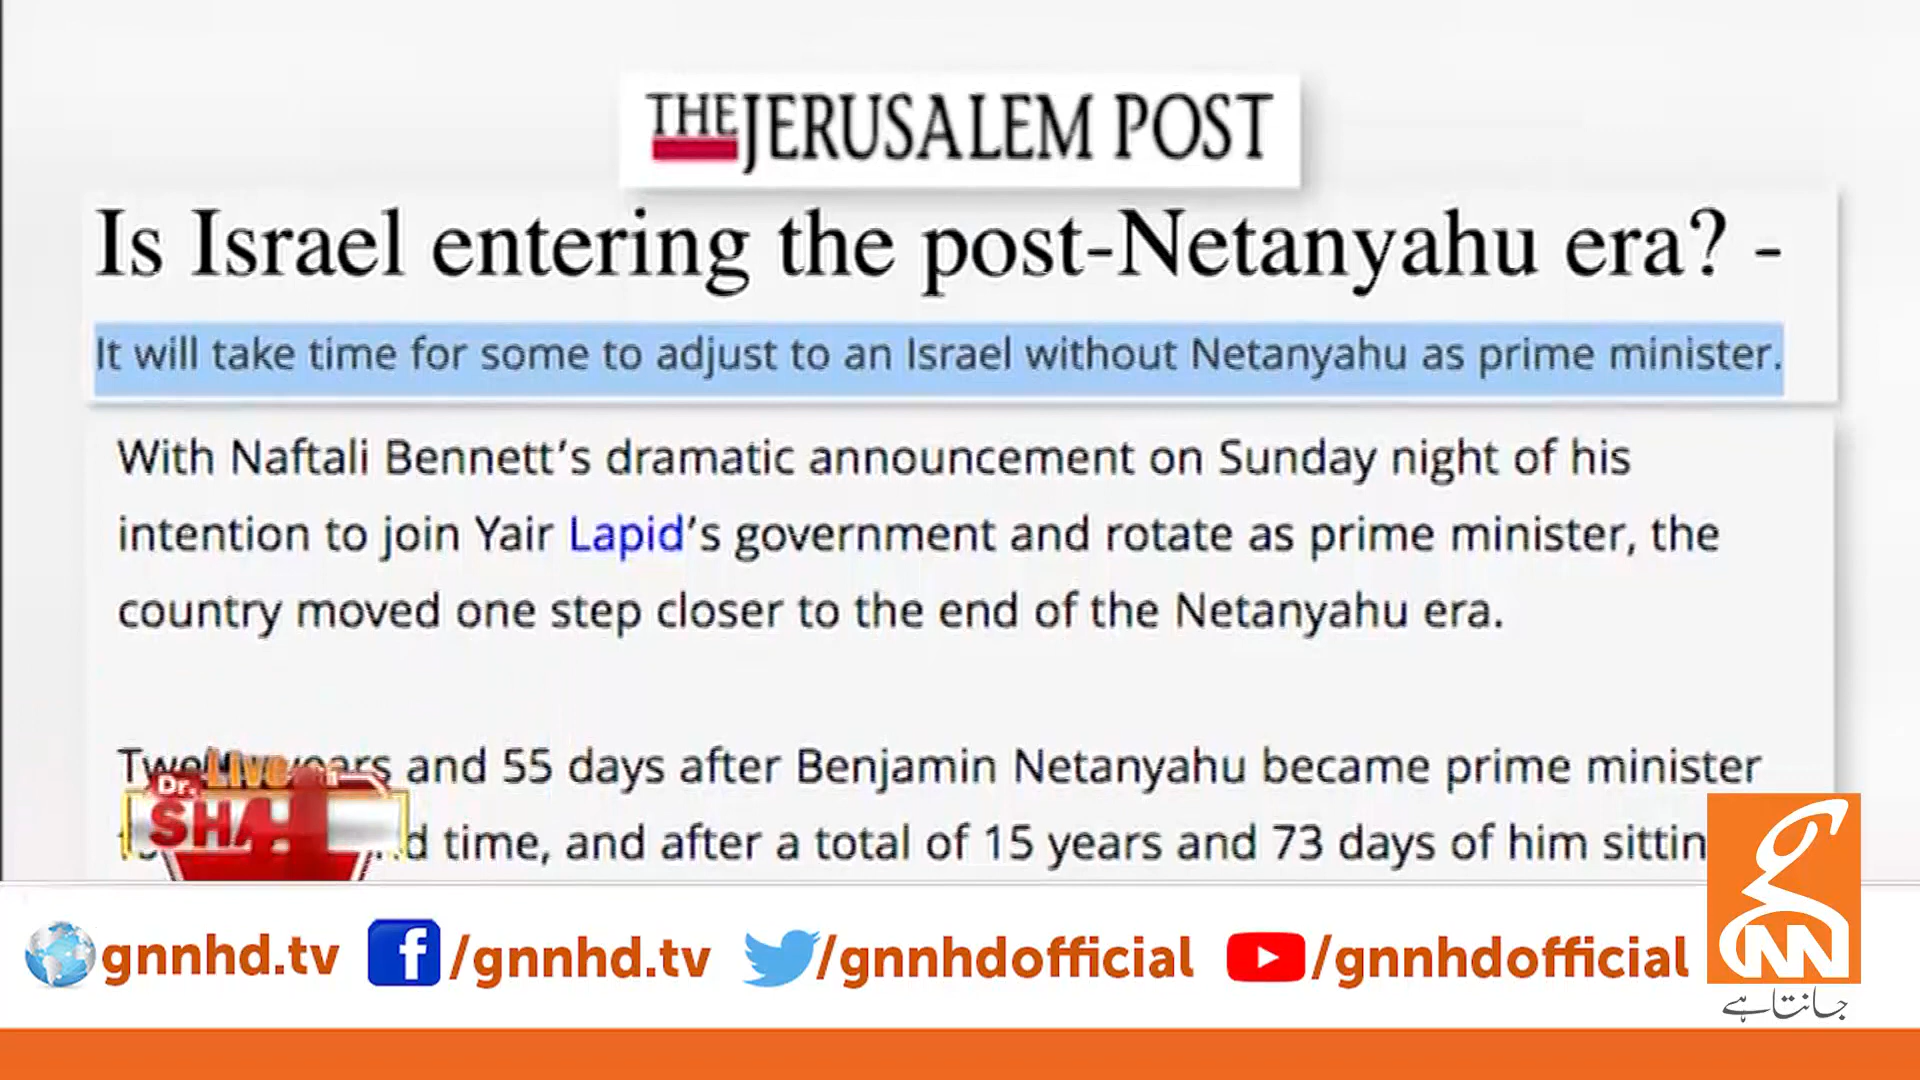 THE JERUSALEM POST
Is Israel entering the post-Netanyahu era? -
It will take time for some to adjust to an Israel without Netanyahu as prime minister.
With Naftali Bennett’s dramatic announcement on Sunday night of his
intention to join Yair Lapid’s government and rotate as prime minister, the
country moved one step closer to the end of the Netanyahu era.
and 55 days after Benjamin Netanyahu became prime minister
time, and after a total of 15 years and 73 days of him
Live
Dr.
gnnhd.tv
/gnnhd.tv
/gnnhdofficial
/gnnhdofficial
GNN
جانتا ہے